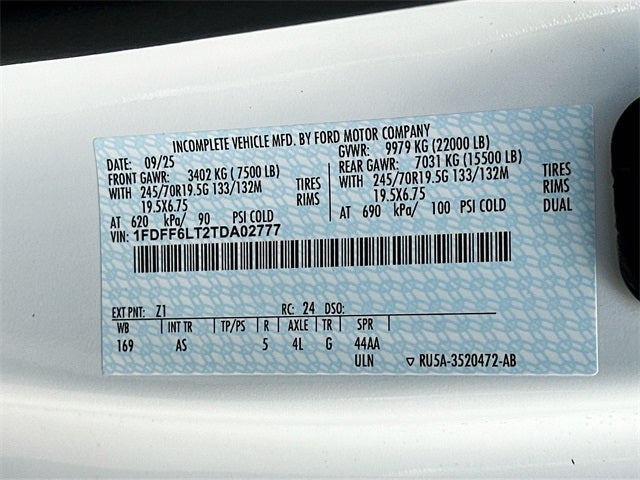 INCOMPLETE VEHICLE MFD. BY FORD MOTOR COMPANY
DATE: 09/25 GVWR: 9979 KG (22000 LB)
FRONT GAWR: 3402 KG (7500 LB) REAR GAWR: 7031 KG (15500 LB)
WITH 245/70R19.5G 133/132M TIRES WITH 245/70R19.5G 133/132M TIRES
19.5X6.75 RIMS 19.5X6.75 RIMS
AT 620 kPa/ 90 PSI COLD AT 690 kPa/ 100 PSI COLD DUAL
VIN: 1FDFF6LT2TDA02777
EXT PNT: Z1 RC: 24 DSO:
WB INT TR TP/PS R AXLE TR SPR
169 AS 5 4L G 44AA
ULN ▽ RU5A-3520472-AB